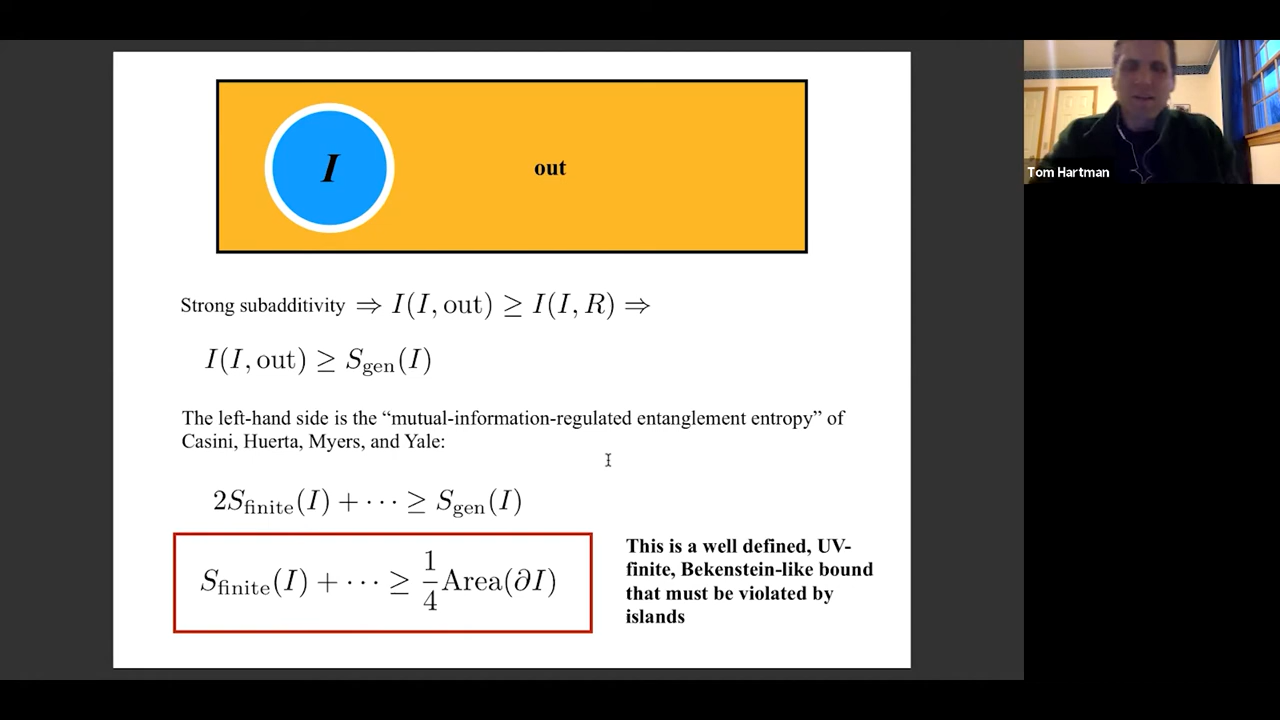 I
out
Tom Hartman
Strong subadditivity ⇒ I(I, out) ≥ I(I, R) ⇒
I(I, out) ≥ S_gen(I)
The left-hand side is the “mutual-information-regulated entanglement entropy” of
Casini, Huerta, Myers, and Yale:
2S_finite(I) + ··· ≥ S_gen(I)
S_finite(I) + ··· ≥ 1/4 Area(∂I)
This is a well defined, UV-
finite, Bekenstein-like bound
that must be violated by
islands